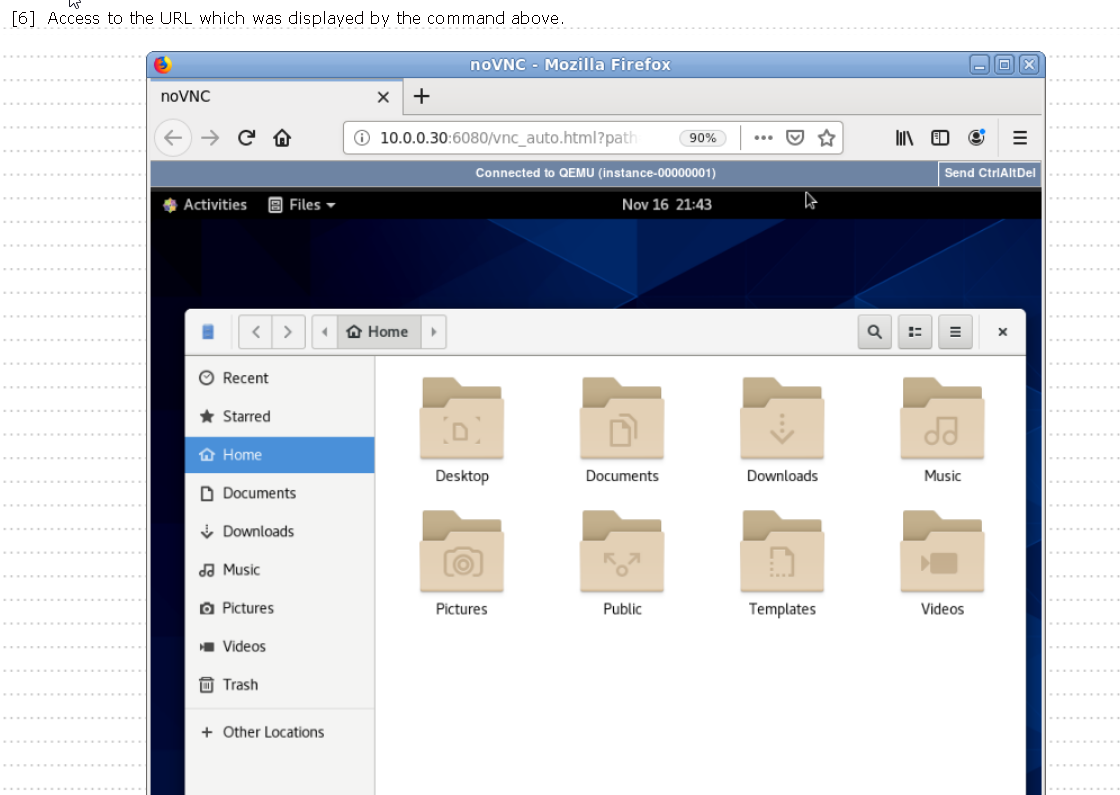 [6] Access to the URL which was displayed by the command above.
noVNC - Mozilla Firefox
noVNC
10.0.0.30:6080/vnc_auto.html?path
90%
Connected to QEMU (instance-00000001)
Send CtrlAltDel
Activities Files Nov 16 21:43
Home
Recent
Starred
Home
Documents
Downloads
Music
Pictures
Videos
Trash
+ Other Locations
Desktop Documents Downloads Music
Pictures Public Templates Videos